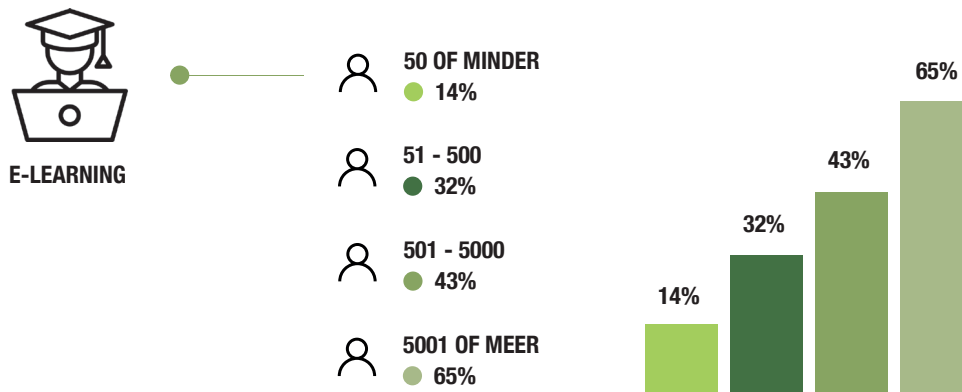 E-LEARNING
50 OF MINDER
14%
51 - 500
32%
501 - 5000
43%
5001 OF MEER
65%
14%
32%
43%
65%